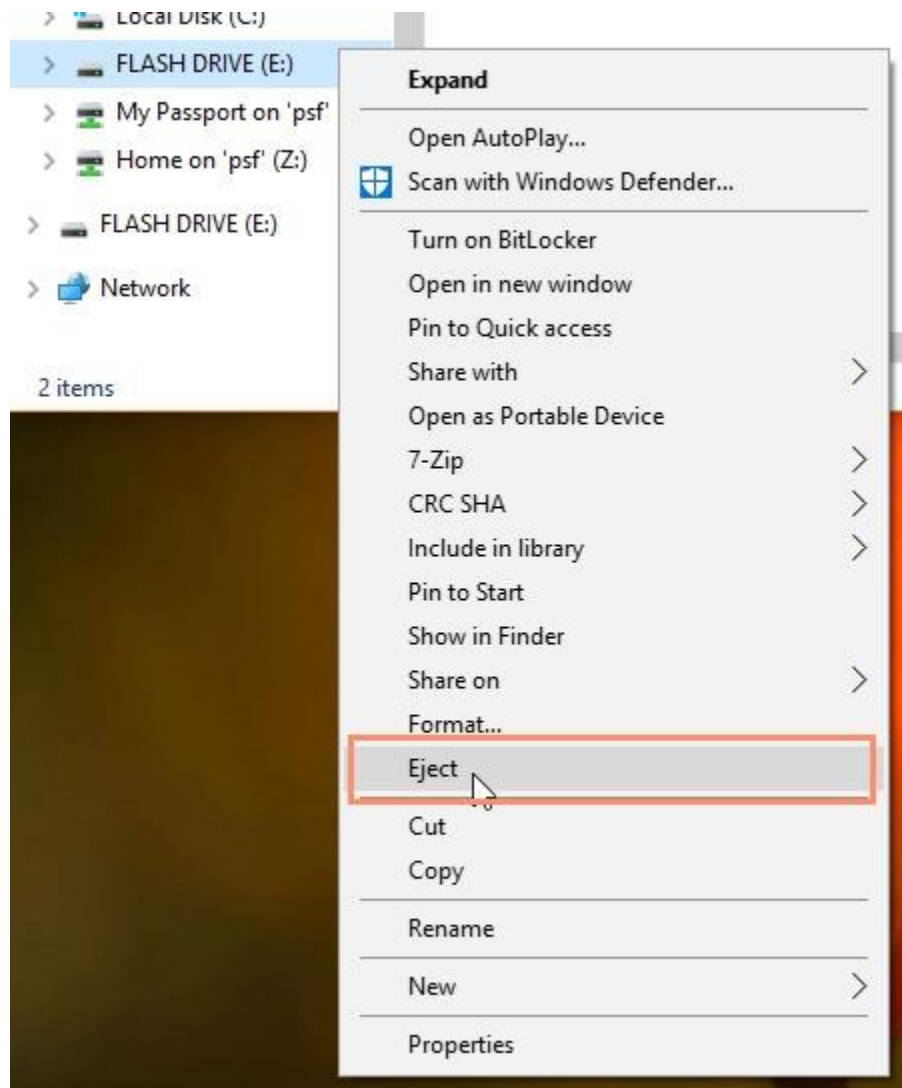 Local Disk (C:)
FLASH DRIVE (E:)
My Passport on 'psf'
Home on 'psf' (Z:)
FLASH DRIVE (E:)
Network
2 items
Expand
Open AutoPlay...
Scan with Windows Defender...
Turn on BitLocker
Open in new window
Pin to Quick access
Share with
Open as Portable Device
7-Zip
CRC SHA
Include in library
Pin to Start
Show in Finder
Share on
Format...
Eject
Cut
Copy
Rename
New
Properties